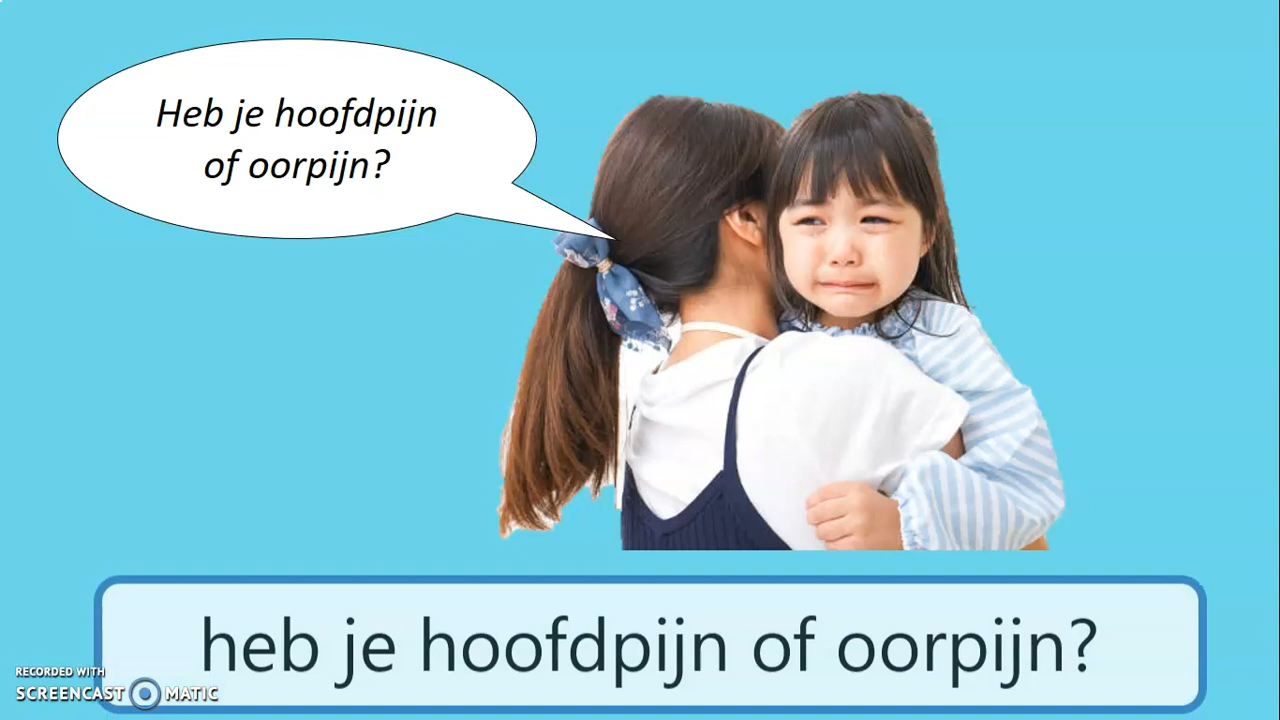 Heb je hoofdpijn
of oorpijn?
heb je hoofdpijn of oorpijn?
RECORDED WITH
SCREENCAST MATIC